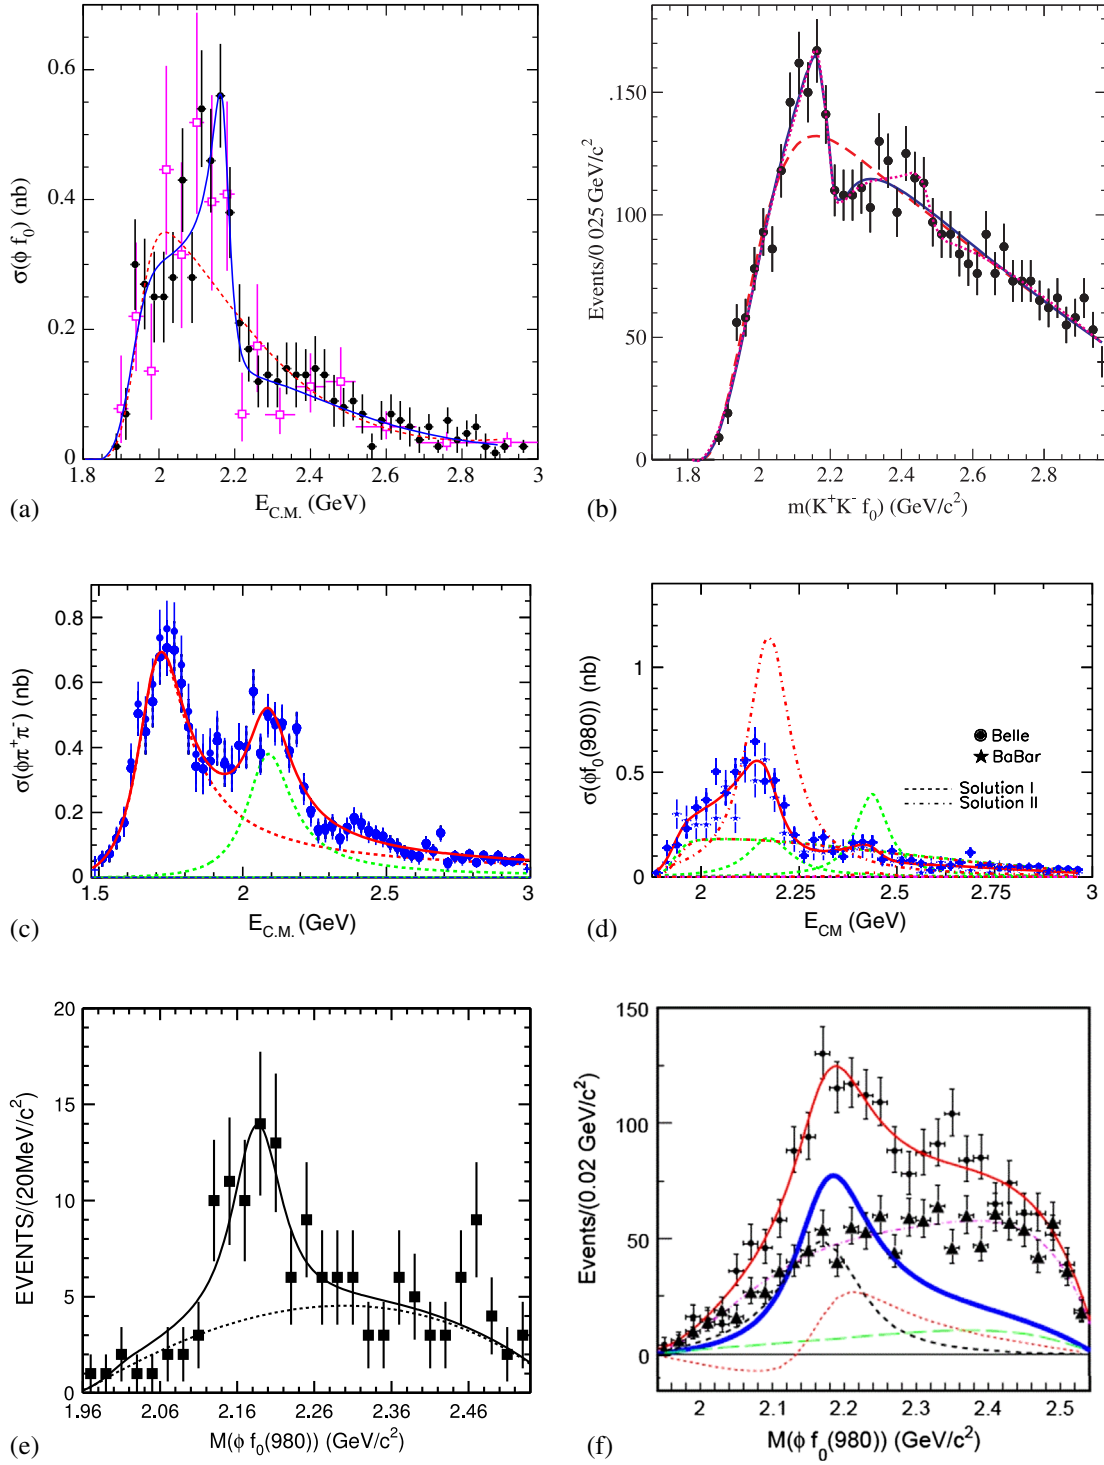 0.6
0.4
0.2
0
σ(ϕ f₀) (nb)
1.8 2 2.2 2.4 2.6 2.8 3
E_C.M. (GeV)
(a)
.150
100
50
0
Events/0 025 GeV/c²
2 2.2 2.4 2.6 2.8
m(K⁺K⁻ f₀) (GeV/c²)
(b)
0.8
0.6
0.4
0.2
0
σ(ϕπ⁺π⁻) (nb)
1.5 2 2.5 3
E_C.M. (GeV)
(c)
1
0.5
0
σ(ϕf₀(980)) (nb)
Belle
BaBar
Solution I
Solution II
2 2.25 2.5 2.75 3
E_CM (GeV)
(d)
20
15
10
5
0
EVENTS/(20MeV/c²)
1.96 2.06 2.16 2.26 2.36 2.46
M(ϕ f₀(980)) (GeV/c²)
(e)
150
100
50
0
Events/(0.02 GeV/c²)
2 2.1 2.2 2.3 2.4 2.5
M(ϕ f₀(980)) (GeV/c²)
(f)